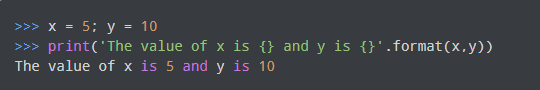 >>> x = 5; y = 10
>>> print('The value of x is {} and y is {}'.format(x,y))
The value of x is 5 and y is 10